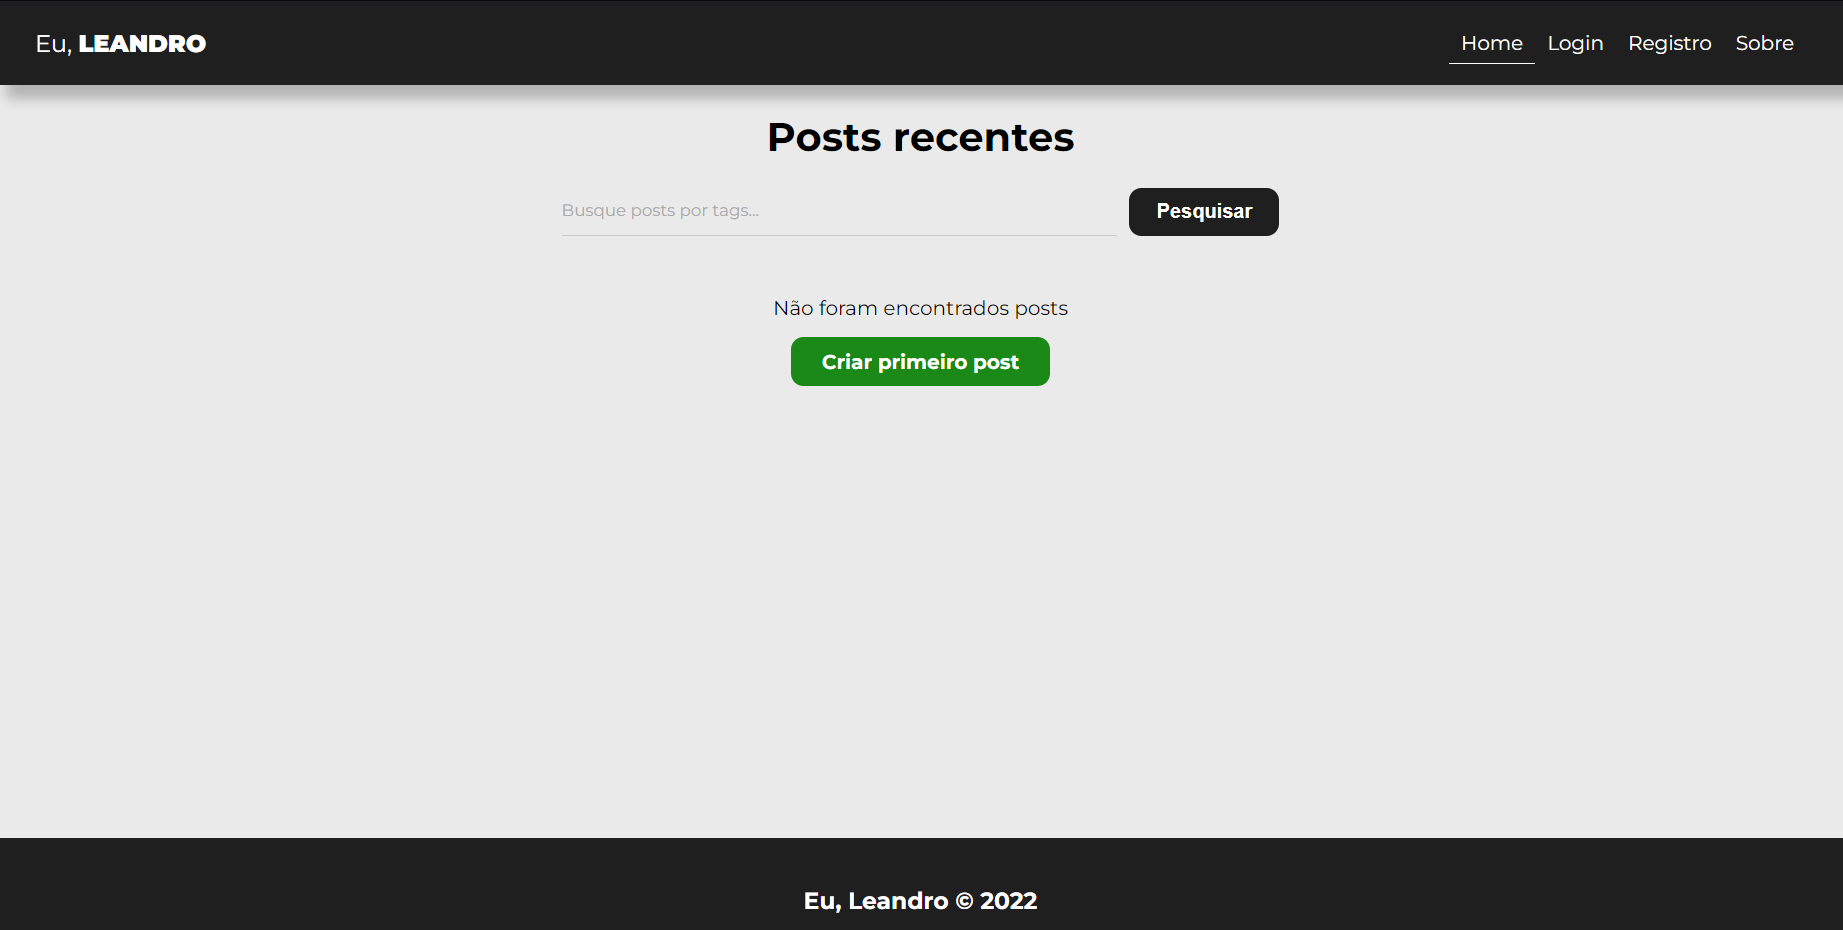 Eu, LEANDRO
Home Login Registro Sobre
Posts recentes
Busque posts por tags...
Pesquisar
Não foram encontrados posts
Criar primeiro post
Eu, Leandro © 2022